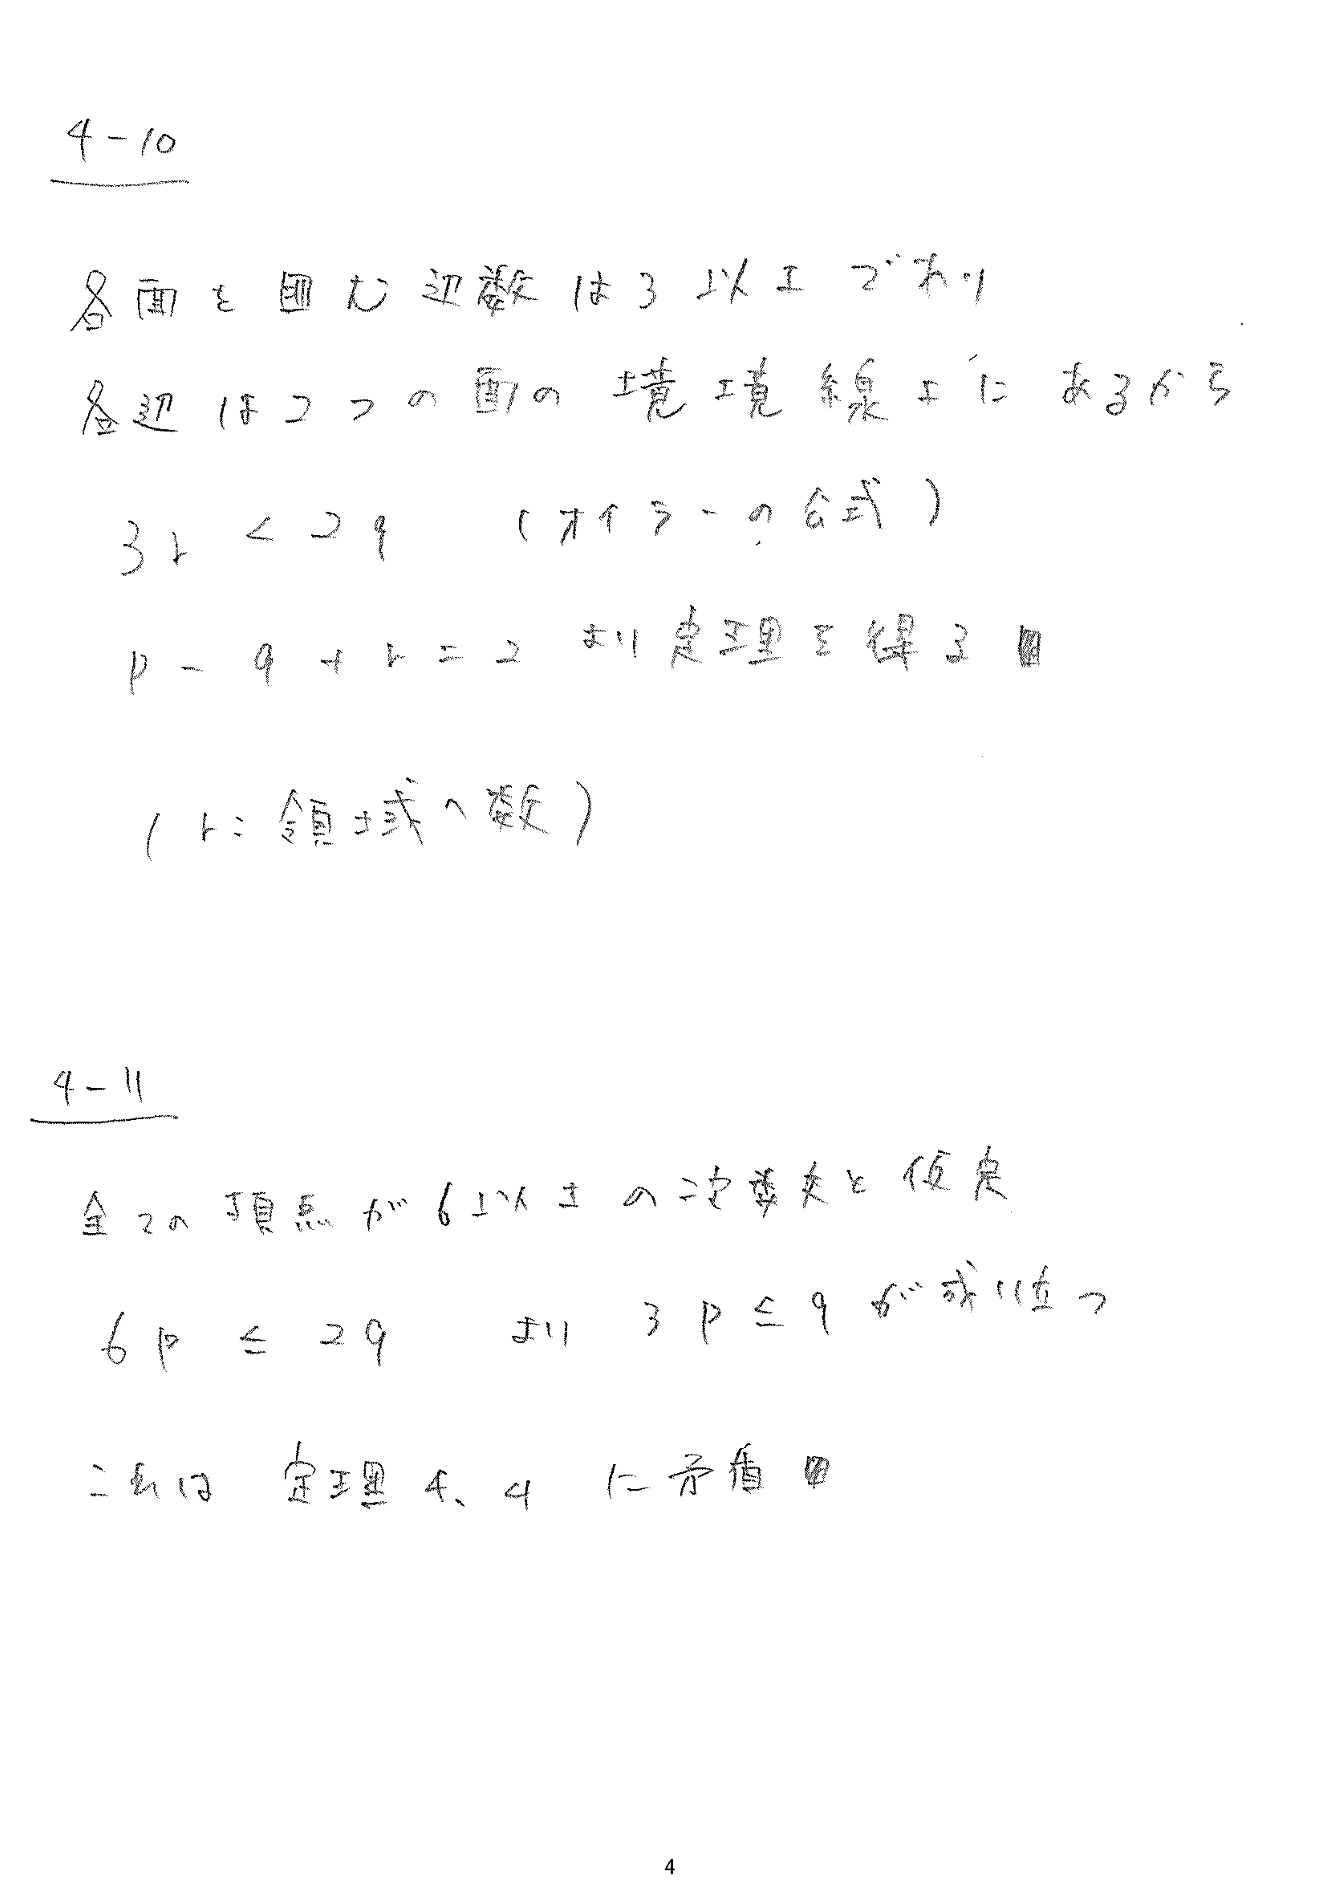 4-10
各面を囲む辺数は3以上であり
各辺は2つの面の境境線上にあるから
3r < 2q (オイラーの公式)
p - q + r = 2 より定理を得る
(r: 領域の数)
4-11
全ての頂点が6以上の次数と仮定
6p ≤ 2q より 3p ≤ q が成り立つ
これは 定理4.4 に矛盾
4